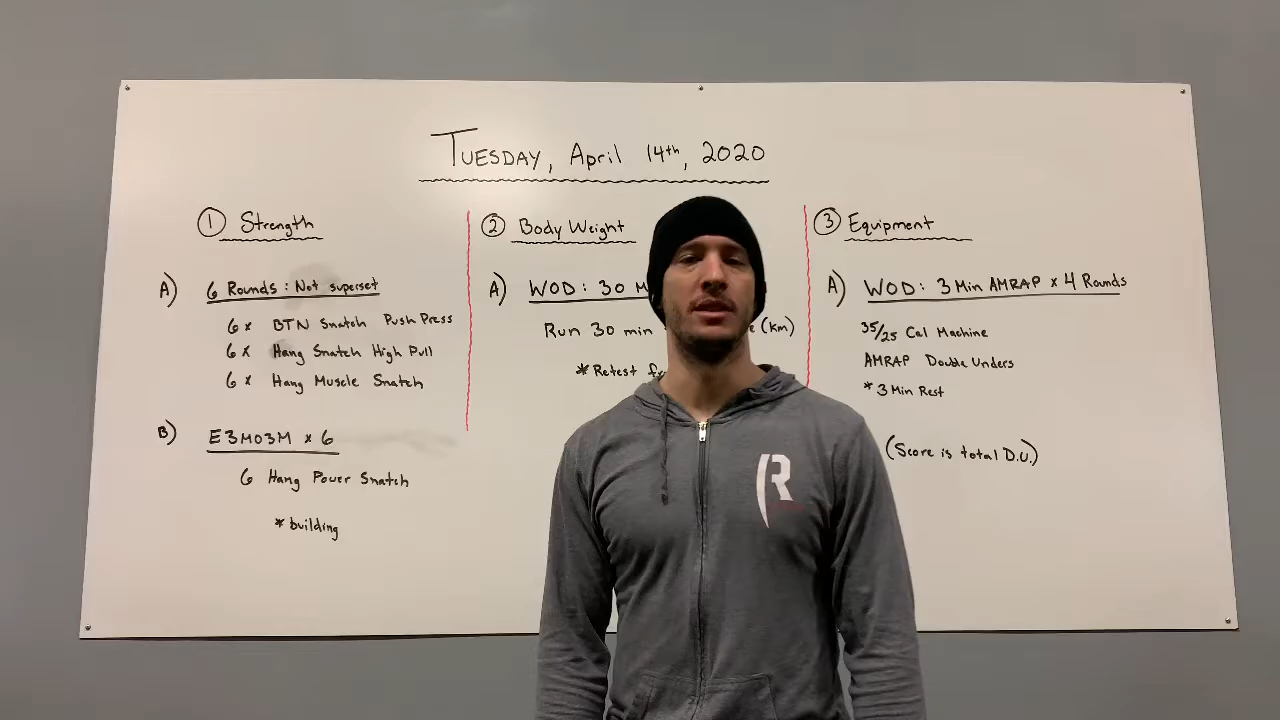 Tuesday, April 14th, 2020
1 Strength
A) 6 Rounds: Not superset
6x BTN Snatch Push Press
6x Hang Snatch High Pull
6x Hang Muscle Snatch
B) E3MO3M x 6
6 Hang Power Snatch
*building
2 Body Weight
A) WOD: 30
Run 30 min (km)
*Retest
3 Equipment
A) WOD: 3 Min AMRAP x 4 Rounds
35/25 Cal Machine
AMRAP Double Unders
*3 Min Rest
(Score is total D.U.)
R